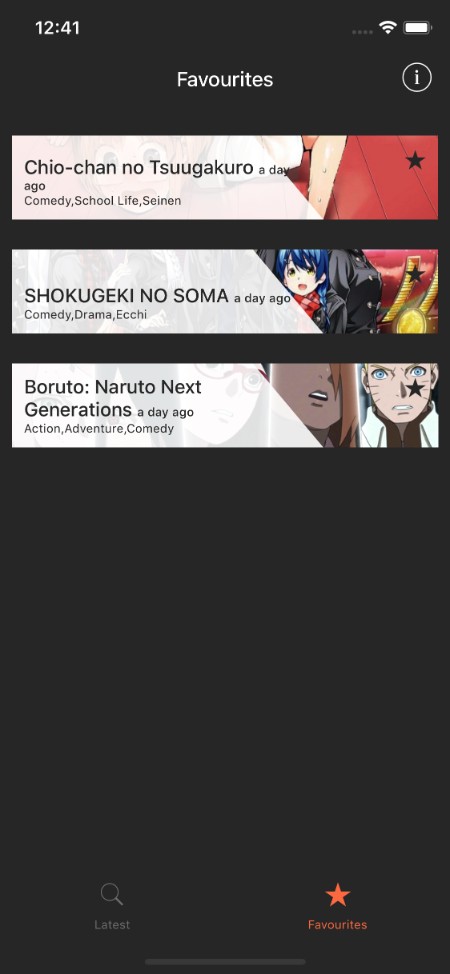 12:41
Favourites
i
Chio-chan no Tsuugakuro a day
ago
Comedy,School Life,Seinen
SHOKUGEKI NO SOMA a day ago
Comedy,Drama,Ecchi
Boruto: Naruto Next
Generations a day ago
Action,Adventure,Comedy
Latest
Favourites